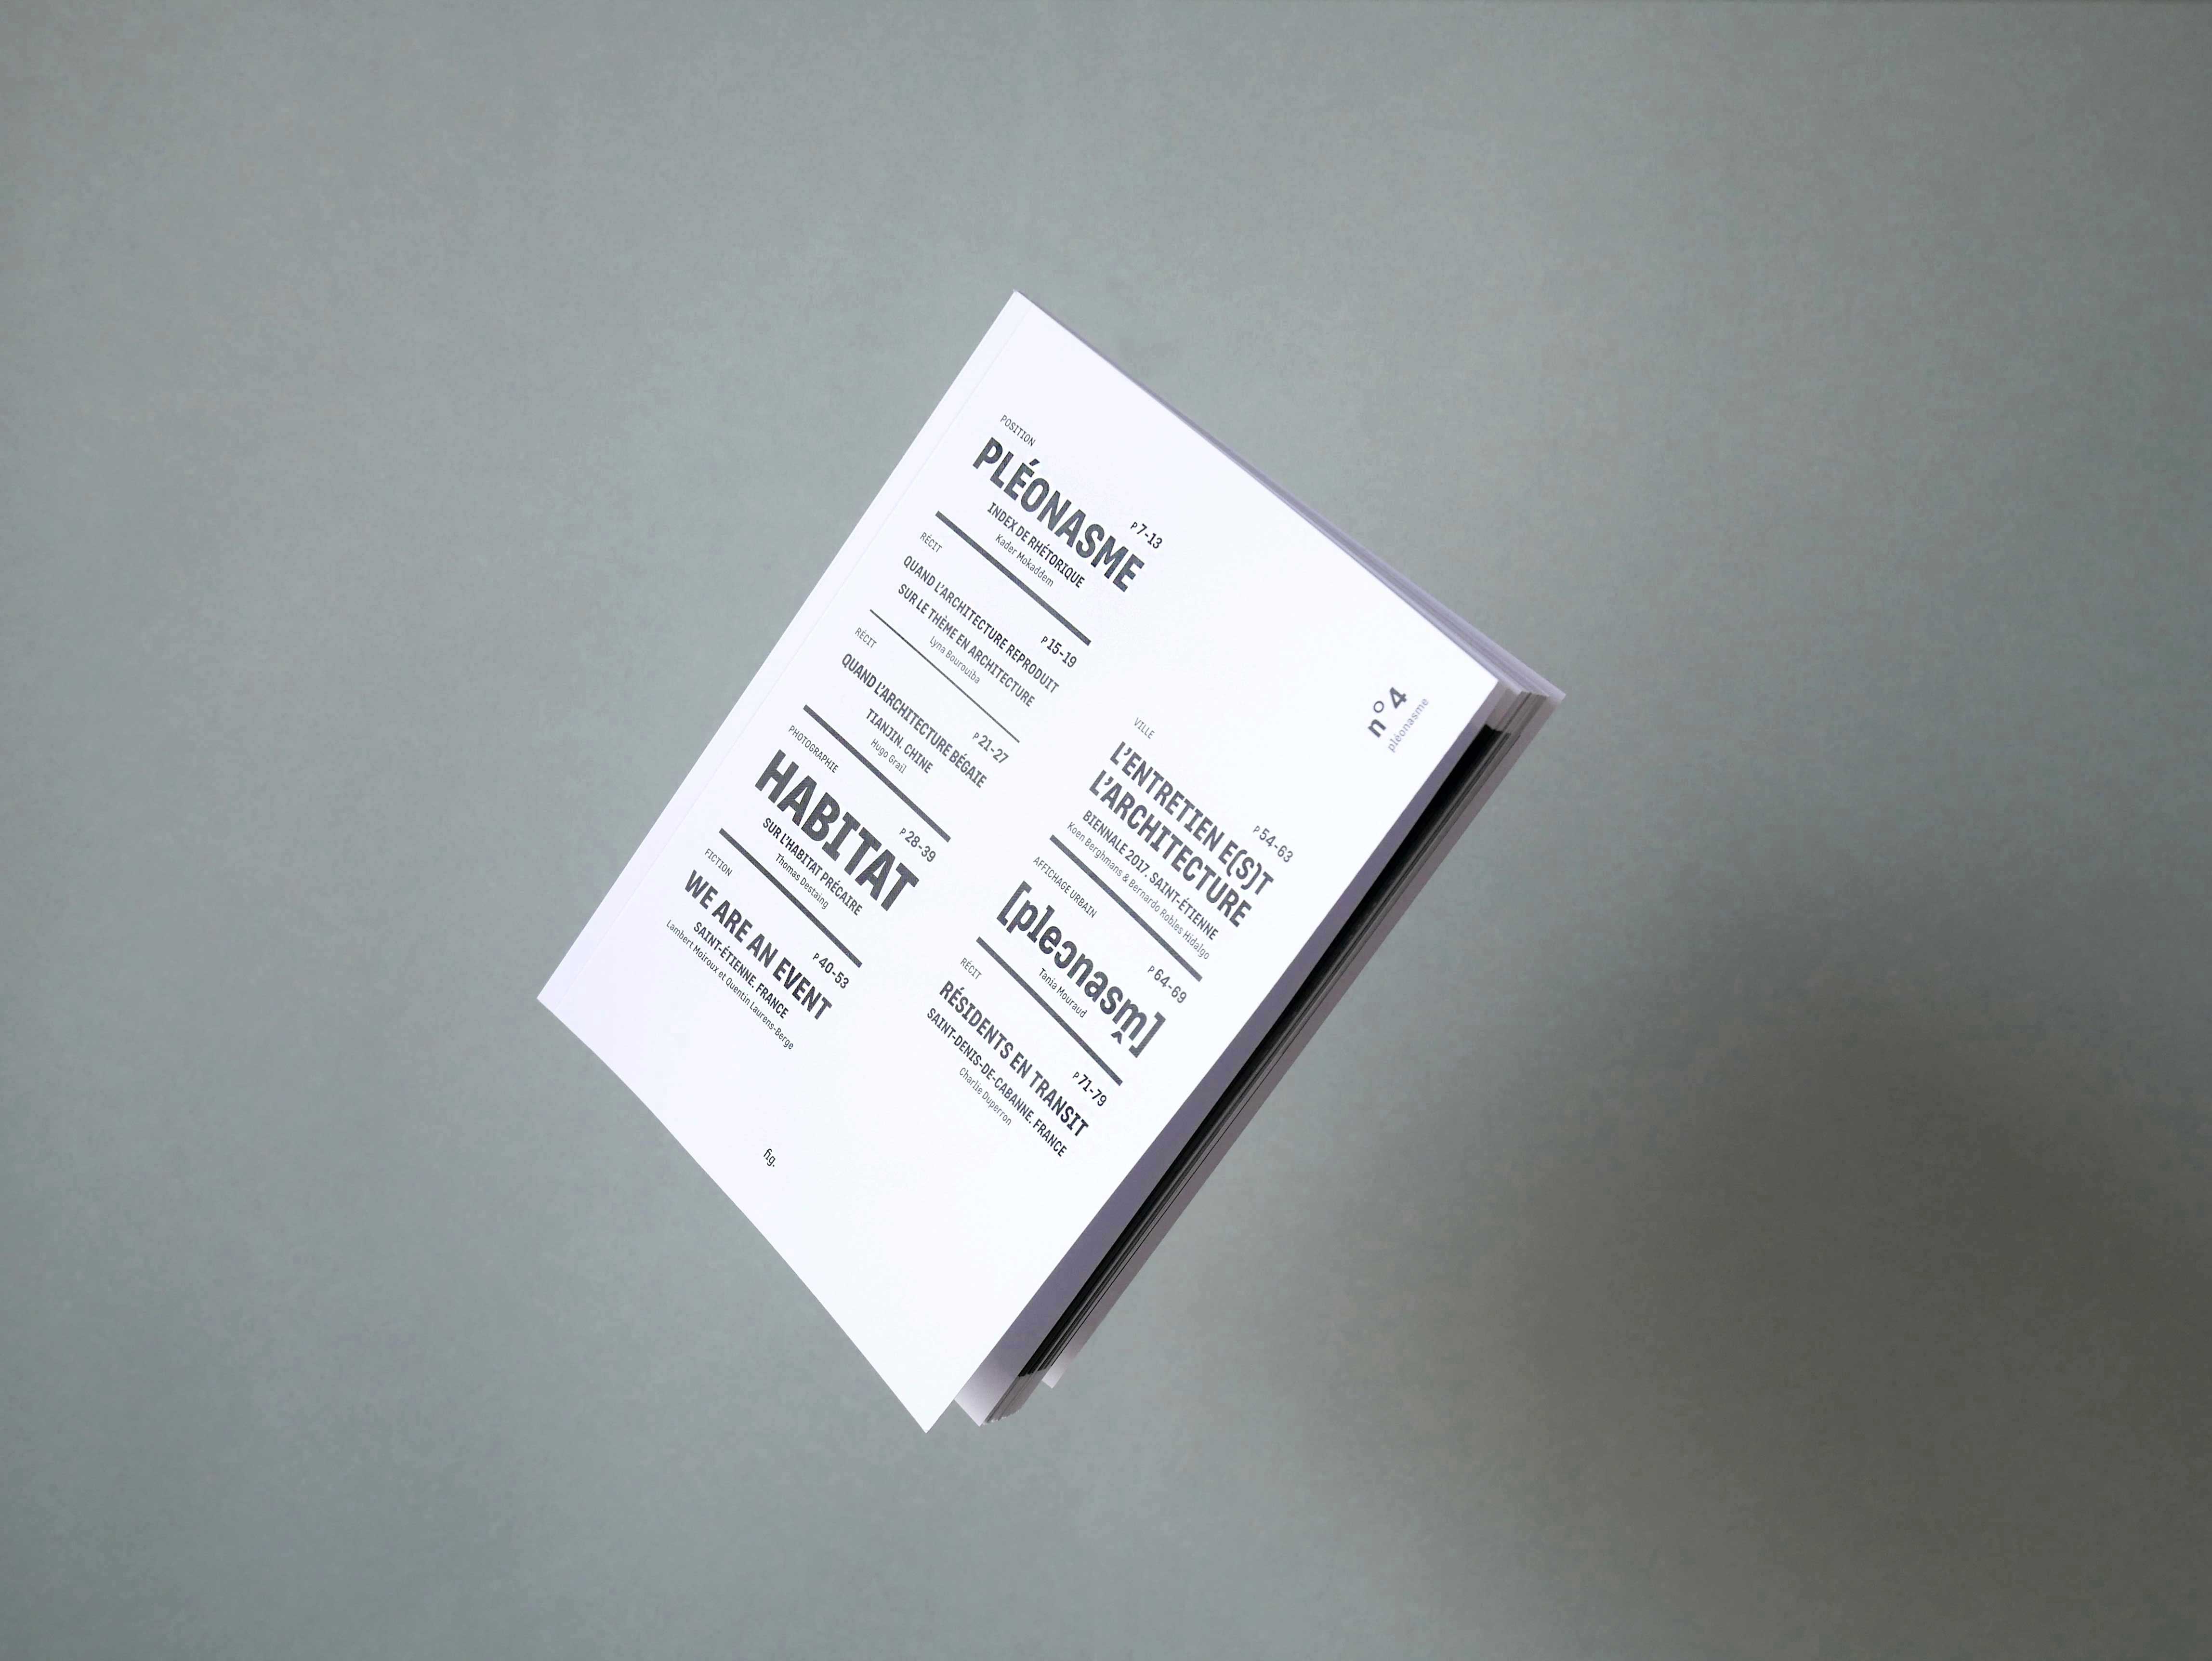 n°4
pléonasme
POSITION
P 7-13
PLÉONASME
INDEX DE RHÉTORIQUE
Kader Mokaddem
RÉCIT
P 15-19
QUAND L'ARCHITECTURE REPRODUIT
SUR LE THÈME EN ARCHITECTURE
Lyna Bourouiba
RÉCIT
P 21-27
QUAND L'ARCHITECTURE BÉGAIE
TIANJIN. CHINE
Hugo Grail
PHOTOGRAPHIE
P 28-39
HABITAT
SUR L'HABITAT PRÉCAIRE
Thomas Destaing
FICTION
P 40-53
WE ARE AN EVENT
SAINT-ÉTIENNE. FRANCE
Lambert Moiroux et Quentin Laurens-Berge
VILLE
P 54-63
L'ENTRETIEN E(S)T
L'ARCHITECTURE
BIENNALE 2017. SAINT-ÉTIENNE
Koen Berghmans & Bernardo Robles Hidalgo
AFFICHAGE URBAIN
P 64-69
[pleɔnasm̭]
Tania Mouraud
RÉCIT
P 71-79
RÉSIDENTS EN TRANSIT
SAINT-DENIS-DE-CABANNE. FRANCE
Charlie Duperron
fig.